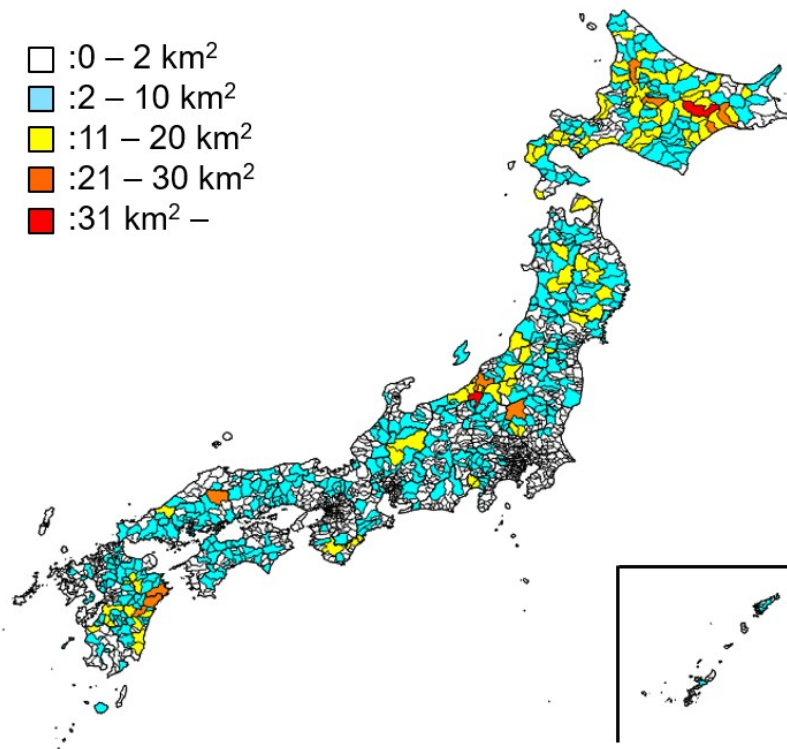 :0 – 2 km²
:2 – 10 km²
:11 – 20 km²
:21 – 30 km²
:31 km² –